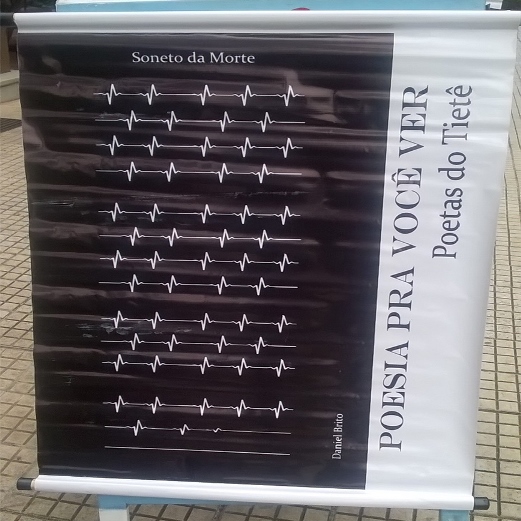 Soneto da Morte
Daniel Brito
POESIA PRA VOCÊ VER
Poetas do Tietê